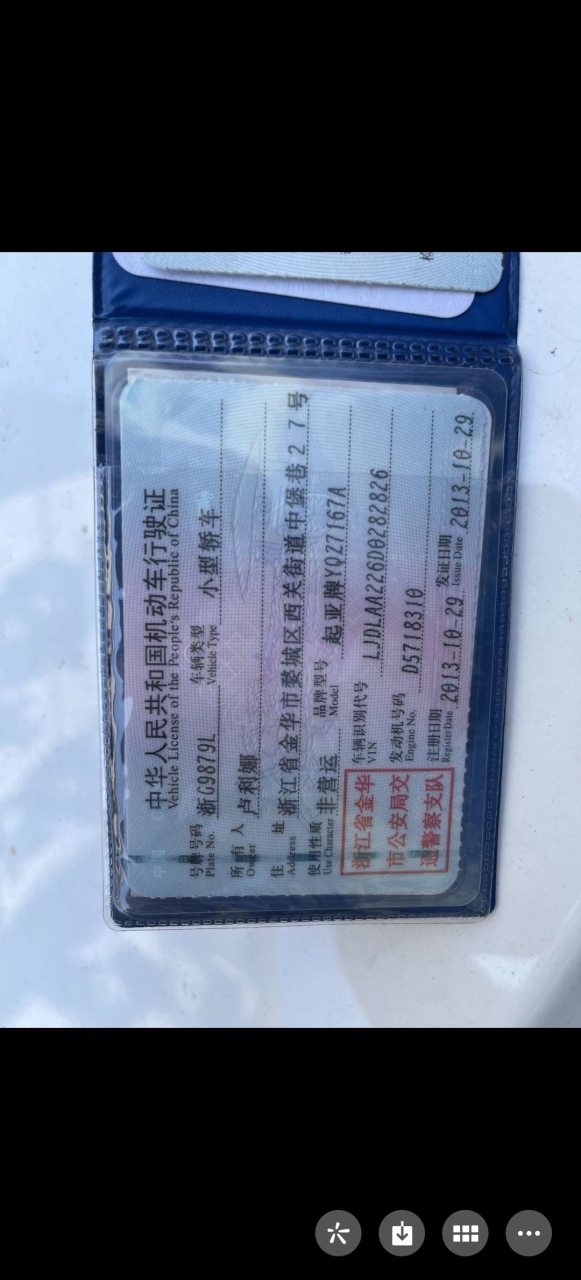 中华人民共和国机动车行驶证
Vehicle License of the People's Republic of China
号牌号码 浙G9879L 车辆类型 小型轿车
Plate No. Vehicle Type
所有人 卢利娜
Owner
住址 浙江省金华市婺城区西关街道中堡巷27号
Address
使用性质 非营运 品牌型号 起亚牌YQZ7167A
Use Character Model
浙江省金华
市公安局交
通警察支队
车辆识别代号 LJDLAA226D0282826
VIN
发动机号码 D5718310
Engine No.
注册日期 2013-10-29 发证日期 2013-10-29
Register Date Issue Date